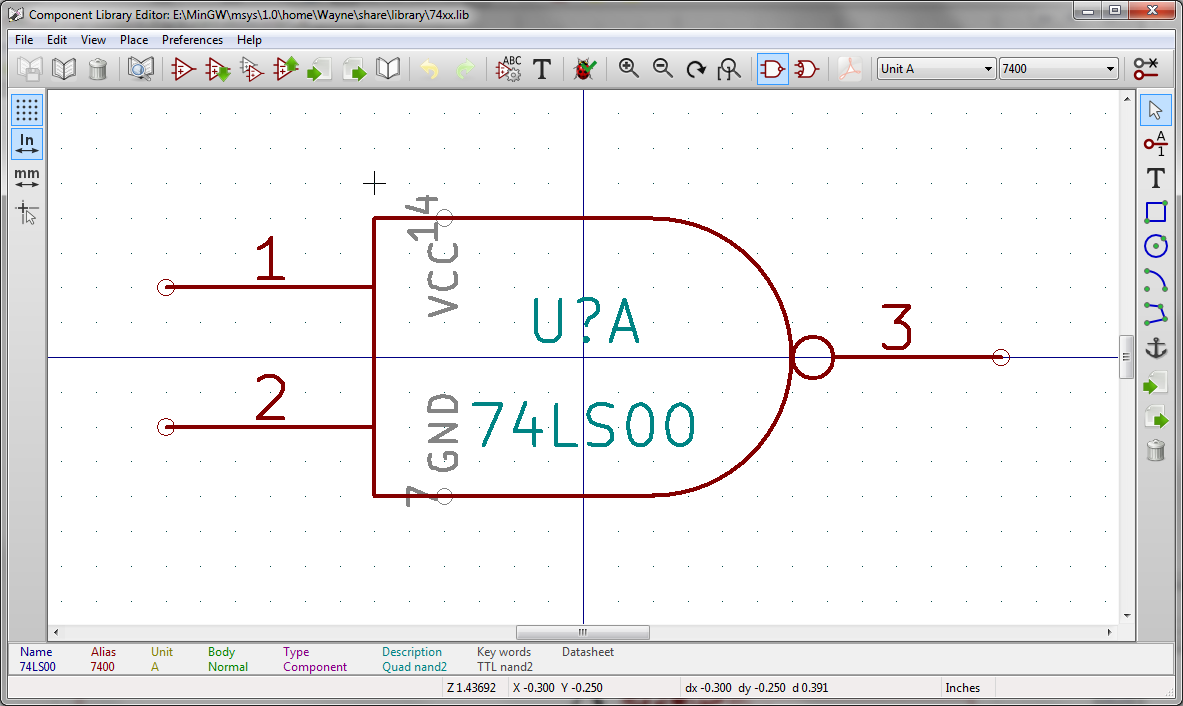 Component Library Editor: E:\MinGW\msys\1.0\home\Wayne\share\library\74xx.lib
File Edit View Place Preferences Help
ABC
T
Unit A
7400
In
mm
A
1
T
14
VCC
1
U?A
3
2
GND
74LS00
7
Name Alias Unit Body Type Description Key words Datasheet
74LS00 7400 A Normal Component Quad nand2 TTL nand2
Z 1.43692 X -0.300 Y -0.250 dx -0.300 dy -0.250 d 0.391 Inches